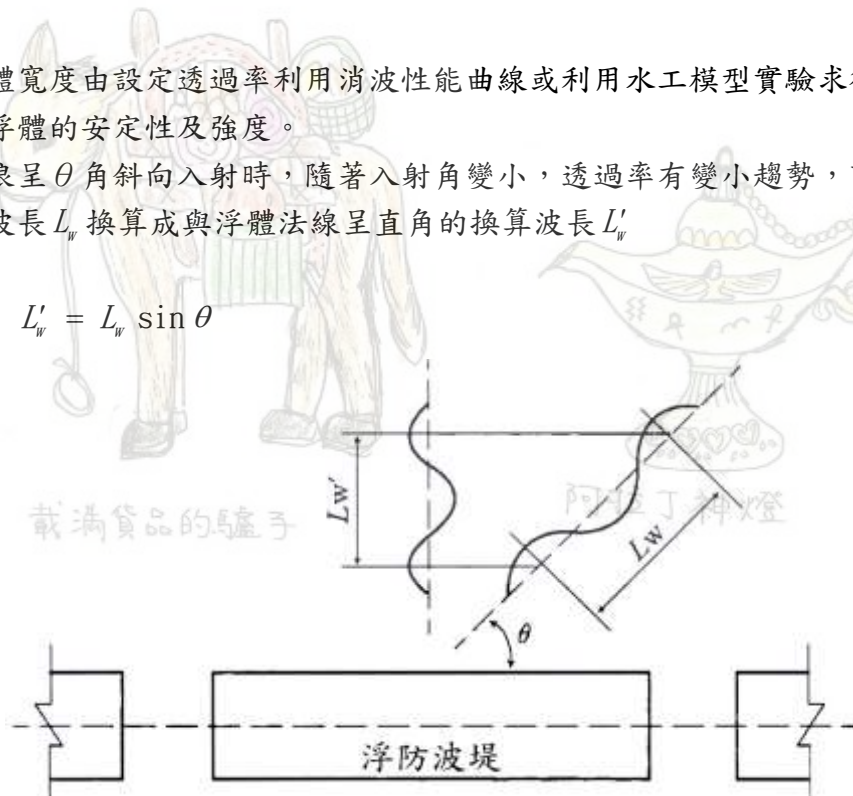 體寬度由設定透過率利用消波性能曲線或利用水工模型實驗求
浮體的安定性及強度。
浪呈θ角斜向入射時，隨著入射角變小，透過率有變小趨勢，
波長 L_w 換算成與浮體法線呈直角的換算波長 L'_w
L'_w = L_w sin θ
Lw'
Lw
載滿貨品的驢子
阿拉丁神燈
θ
浮防波堤